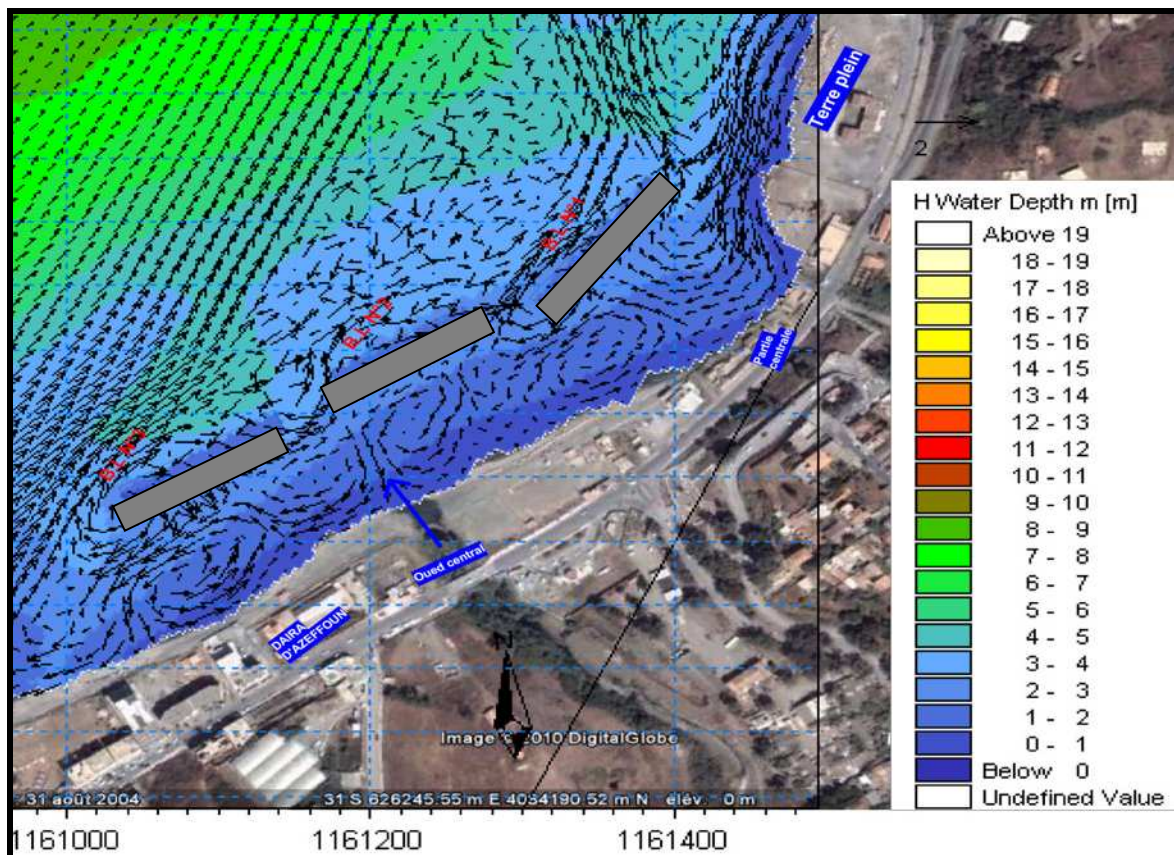 Terre plein
2
H Water Depth m [m]
Above 19
18 - 19
17 - 18
16 - 17
15 - 16
14 - 15
13 - 14
12 - 13
11 - 12
10 - 11
9 - 10
8 - 9
7 - 8
6 - 7
5 - 6
4 - 5
3 - 4
2 - 3
1 - 2
0 - 1
Below 0
Undefined Value
Partie
centrale
Oued central
DAIRA
D'AZEFFOUN
N
Image © 2010 DigitalGlobe
31 août 2004
31 S 626245.55 m E 4084190.52 m N élév. 0 m
1161000 1161200 1161400